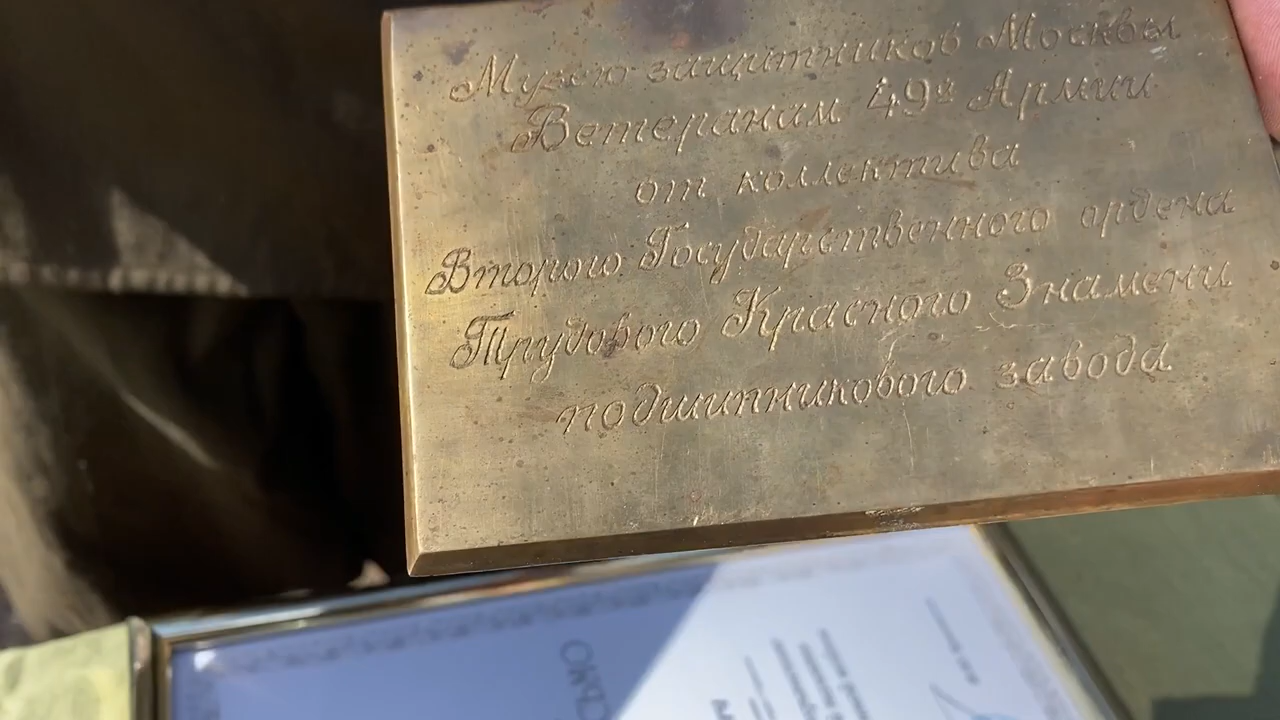 Музею защитников Москвы
Ветеранам 49й Армии
от коллектива
Второго Государственного ордена
Трудового Красного Знамени
подшипникового завода